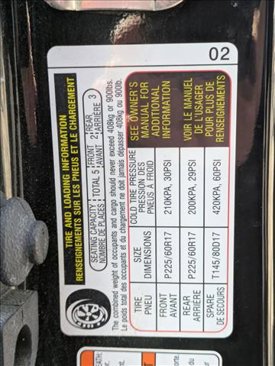 02
TIRE AND LOADING INFORMATION
RENSEIGNEMENTS SUR LES PNEUS ET LE CHARGEMENT
SEATING CAPACITY TOTAL 5 FRONT 2 REAR 3
NOMBRE DE PLACES AVANT ARRIÈRE
The combined weight of occupants and cargo should never exceed 408kg or 900lb.
Le poids total des occupants et du chargement ne doit jamais dépasser 408kg ou 900lb.
TIRE SIZE COLD TIRE PRESSURE
PNEU DIMENSIONS PRESSION DES
PNEUS À FROID
FRONT P225/60R17 210KPA, 30PSI
AVANT
REAR P225/60R17 200KPA, 29PSI
ARRIÈRE
SPARE T145/80D17 420KPA, 60PSI
DE SECOURS
SEE OWNER'S
MANUAL FOR
ADDITIONAL
INFORMATION
VOIR LE MANUEL
DE L'USAGER
POUR PLUS DE
RENSEIGNEMENTS